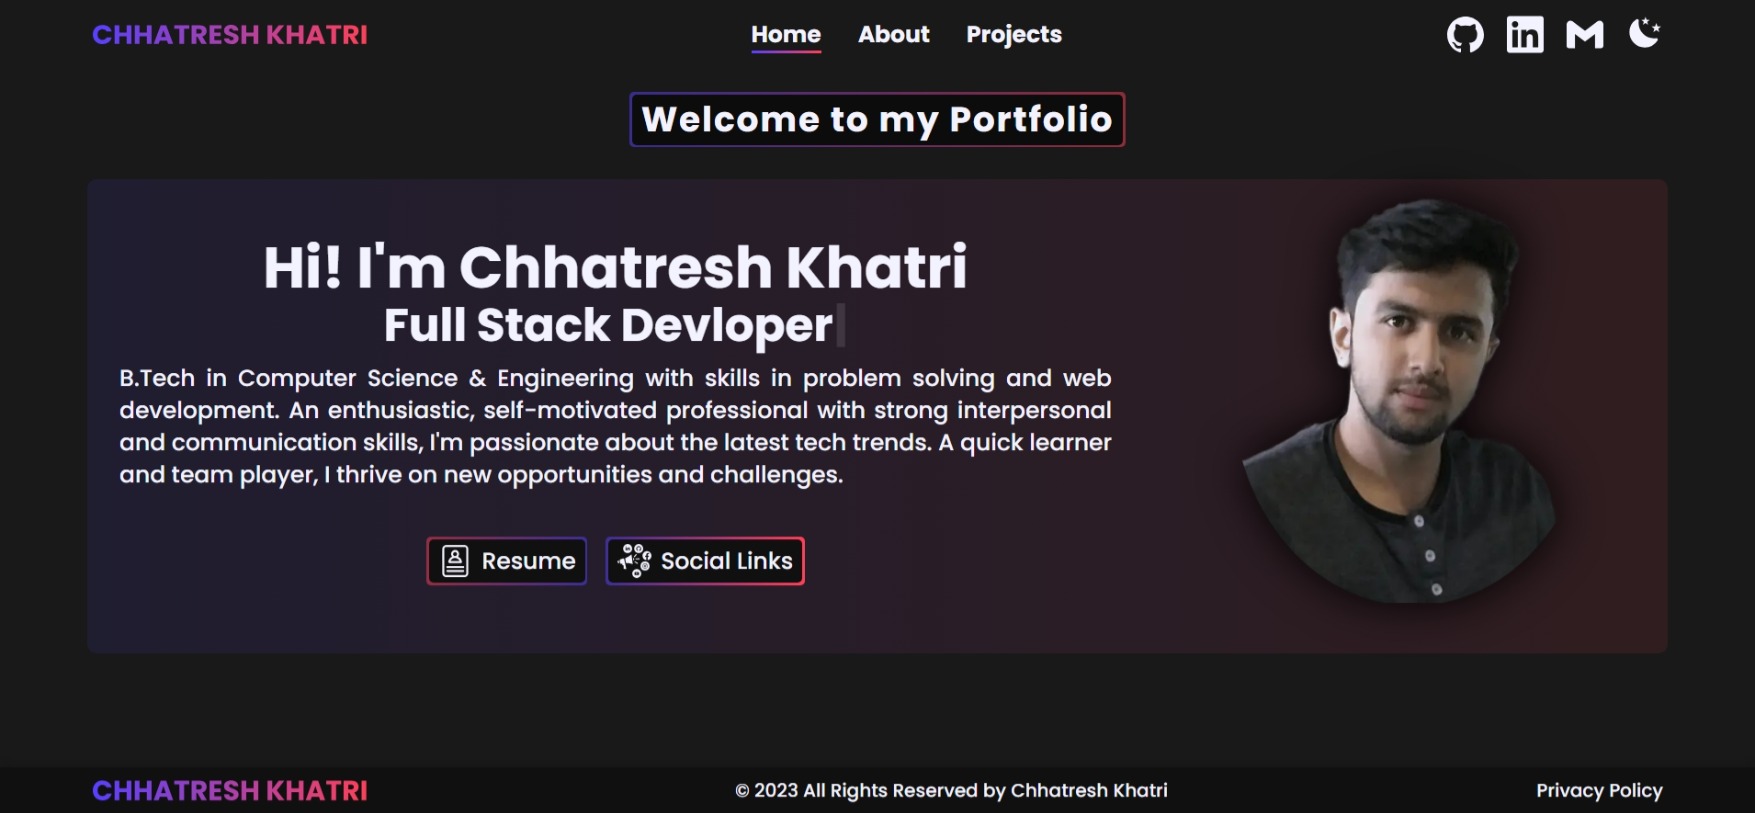 CHHATRESH KHATRI
Home About Projects
Welcome to my Portfolio
Hi! I'm Chhatresh Khatri
Full Stack Devloper
B.Tech in Computer Science & Engineering with skills in problem solving and web
development. An enthusiastic, self-motivated professional with strong interpersonal
and communication skills, I'm passionate about the latest tech trends. A quick learner
and team player, I thrive on new opportunities and challenges.
Resume Social Links
CHHATRESH KHATRI
© 2023 All Rights Reserved by Chhatresh Khatri
Privacy Policy